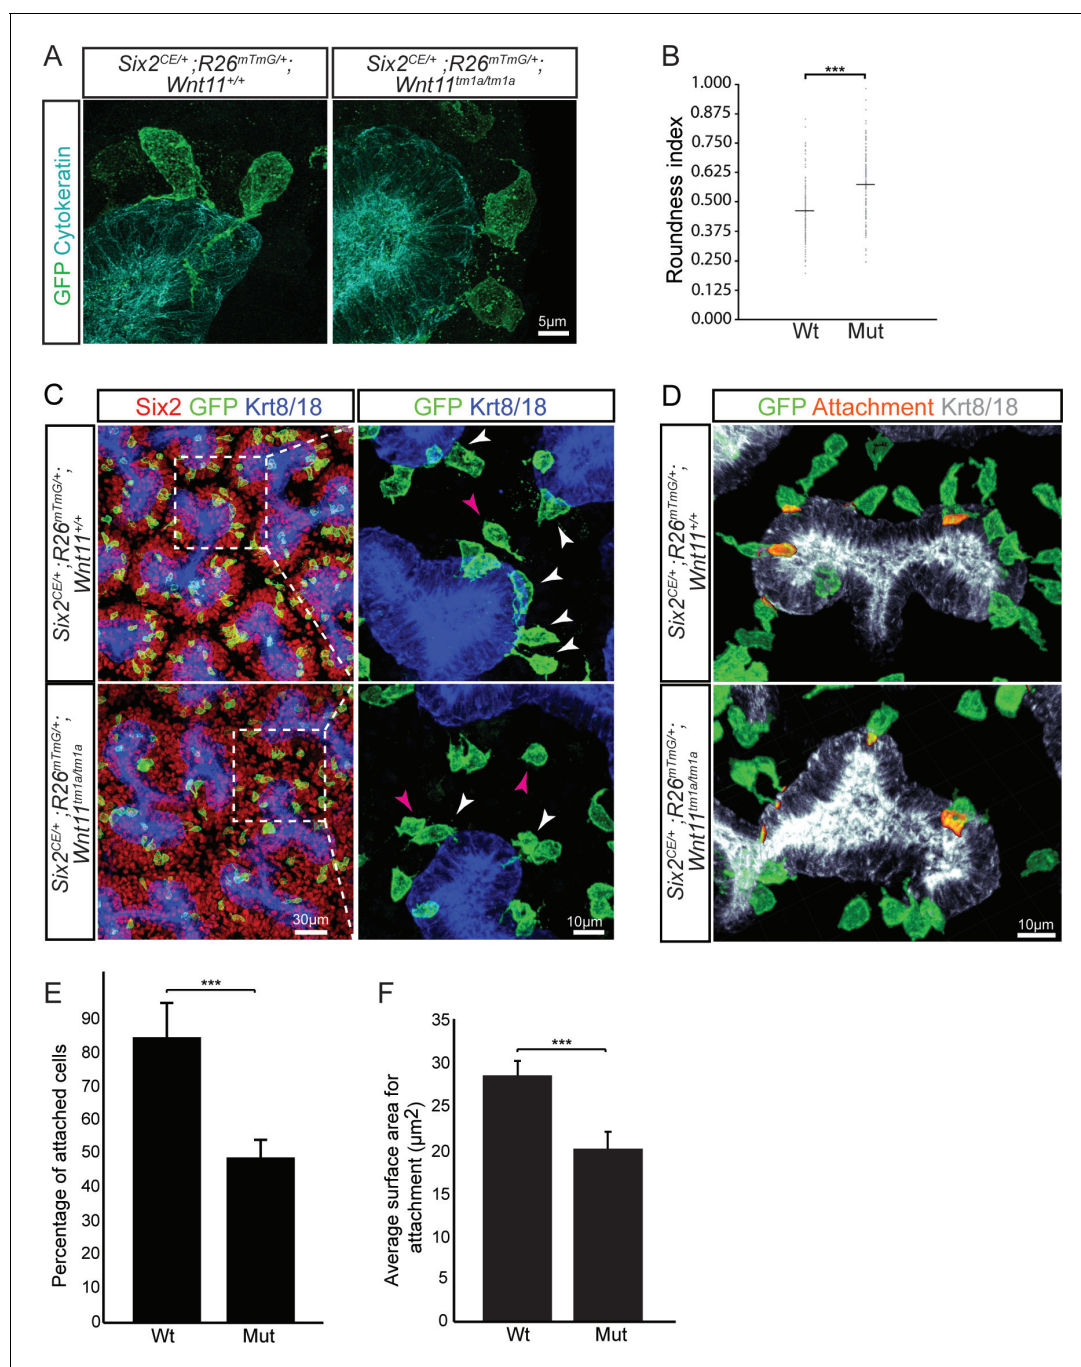 A
Six2CE/+;R26mTmG/+;
Wnt11+/+
Six2CE/+;R26mTmG/+;
Wnt11tm1a/tm1a
GFP Cytokeratin
5µm
B
***
Roundness index
1.000
0.875
0.750
0.625
0.500
0.375
0.250
0.125
0.000
Wt
Mut
C
Six2 GFP Krt8/18
GFP Krt8/18
Six2CE/+;R26mTmG/+;
Wnt11+/+
Six2CE/+;R26mTmG/+;
Wnt11tm1a/tm1a
30µm
10µm
D
GFP Attachment Krt8/18
Six2CE/+;R26mTmG/+;
Wnt11+/+
Six2CE/+;R26mTmG/+;
Wnt11tm1a/tm1a
10µm
E
***
Percentage of attached cells
90
80
70
60
50
40
30
20
10
0
Wt
Mut
F
***
Average surface area for
attachment (µm2)
35
30
25
20
15
10
5
0
Wt
Mut